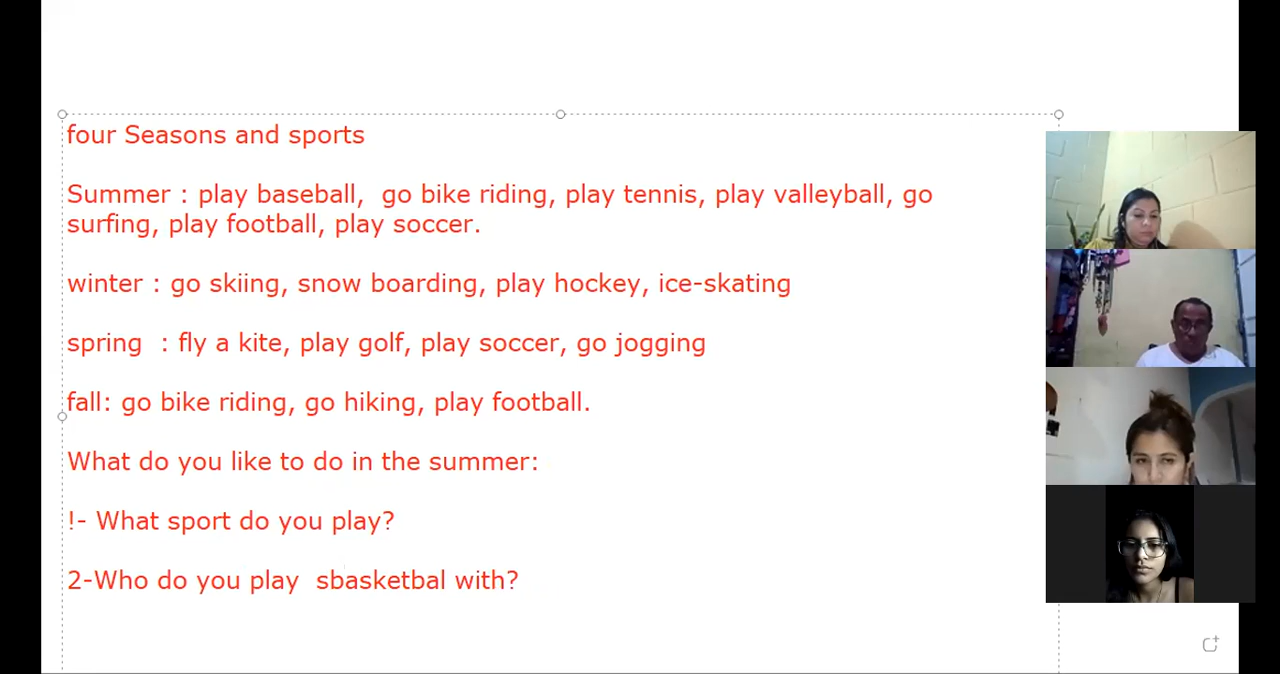 four Seasons and sports
Summer : play baseball,  go bike riding, play tennis, play valleyball, go
surfing, play football, play soccer.
winter : go skiing, snow boarding, play hockey, ice-skating
spring  : fly a kite, play golf, play soccer, go jogging
fall: go bike riding, go hiking, play football.
What do you like to do in the summer:
!- What sport do you play?
2-Who do you play  sbasketbal with?